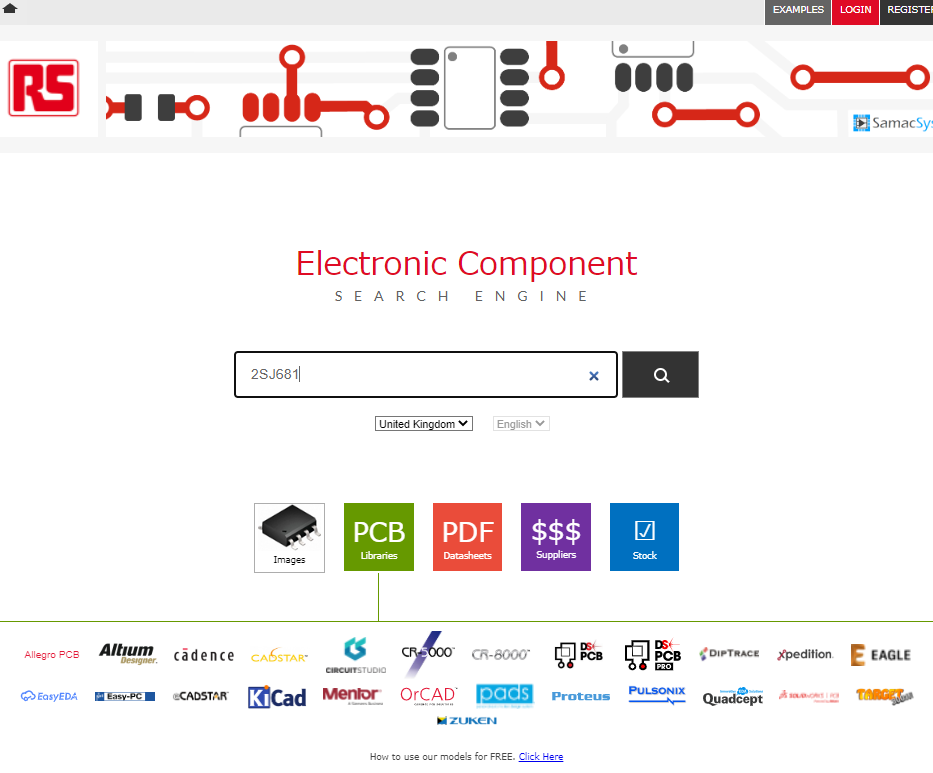 EXAMPLES LOGIN REGISTE
RS
SamacSys
Electronic Component
SEARCH ENGINE
2SJ681
United Kingdom English
Images
PCB
Libraries
PDF
Datasheets
$$$
Suppliers
Stock
Allegro PCB Altium Designer cādence CADSTAR CIRCUITSTUDIO CR-5000 CR-8000 DS PCB DS PCB PRO DIPTRACE xpedition EAGLE
EasyEDA Easy-PC eCADSTAR KiCad Mentor OrCAD pads Proteus PULSONIX Quadcept SOLIDWORKS PCB TARGET
ZUKEN
How to use our models for FREE. Click Here